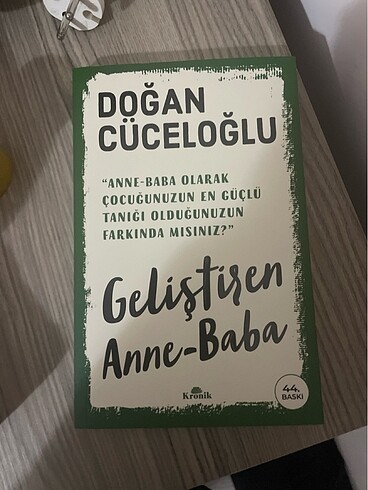 DOĞAN
CÜCELOĞLU
“ANNE-BABA OLARAK
ÇOCUĞUNUZUN EN GÜÇLÜ
TANIĞI OLDUĞUNUZUN
FARKINDA MISINIZ?”
Geliştiren
Anne-Baba
Kronik
44.
BASKI